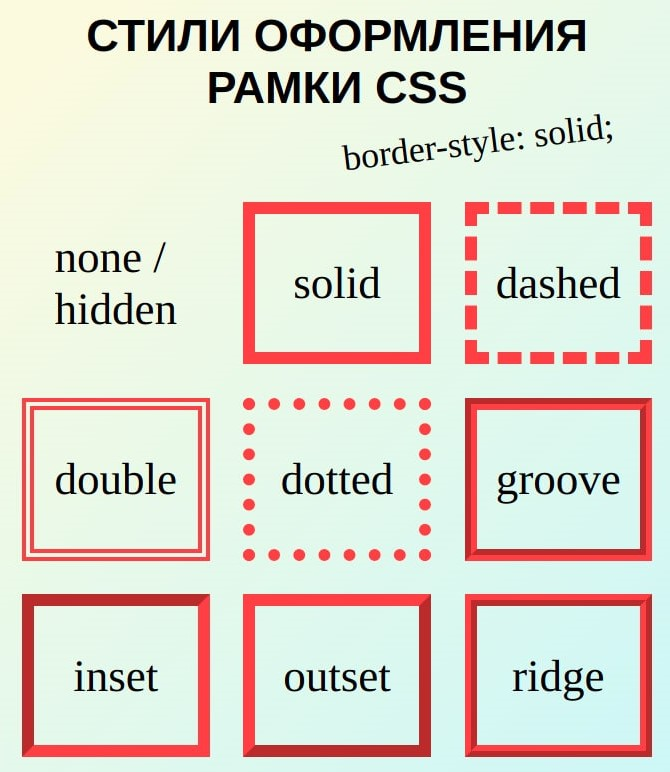 СТИЛИ ОФОРМЛЕНИЯ
РАМКИ CSS
border-style: solid;
none /
hidden
solid
dashed
double
dotted
groove
inset
outset
ridge